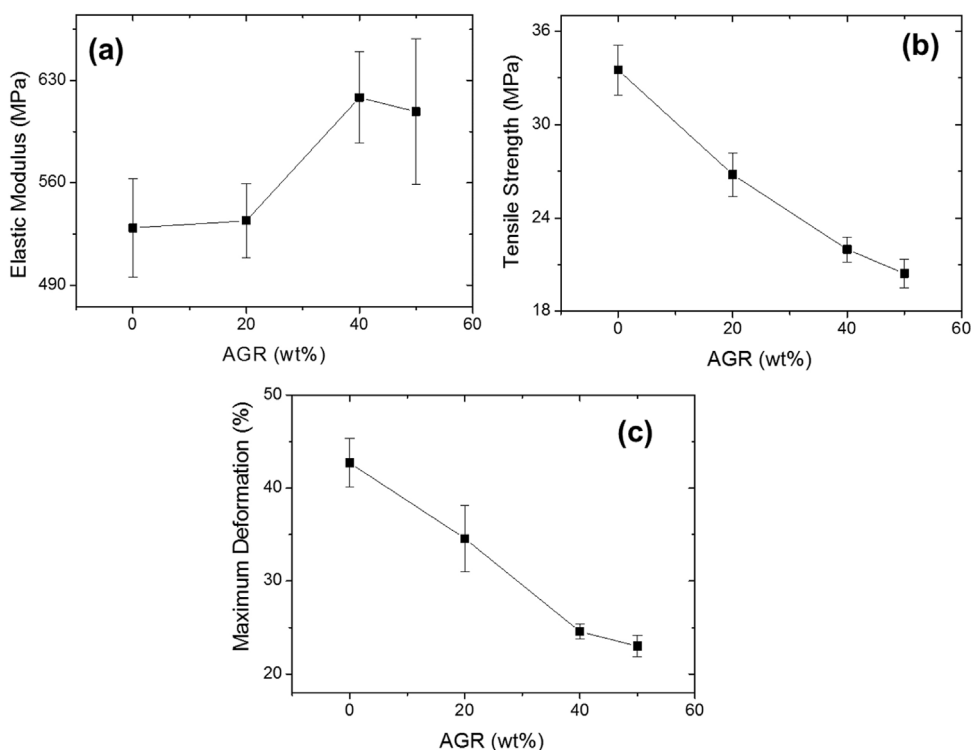 (a)
Elastic Modulus (MPa)
630
560
490
0 20 40 60
AGR (wt%)
(b)
Tensile Strength (MPa)
36
30
24
18
0 20 40 60
AGR (wt%)
(c)
Maximum Deformation (%)
50
40
30
20
0 20 40 60
AGR (wt%)